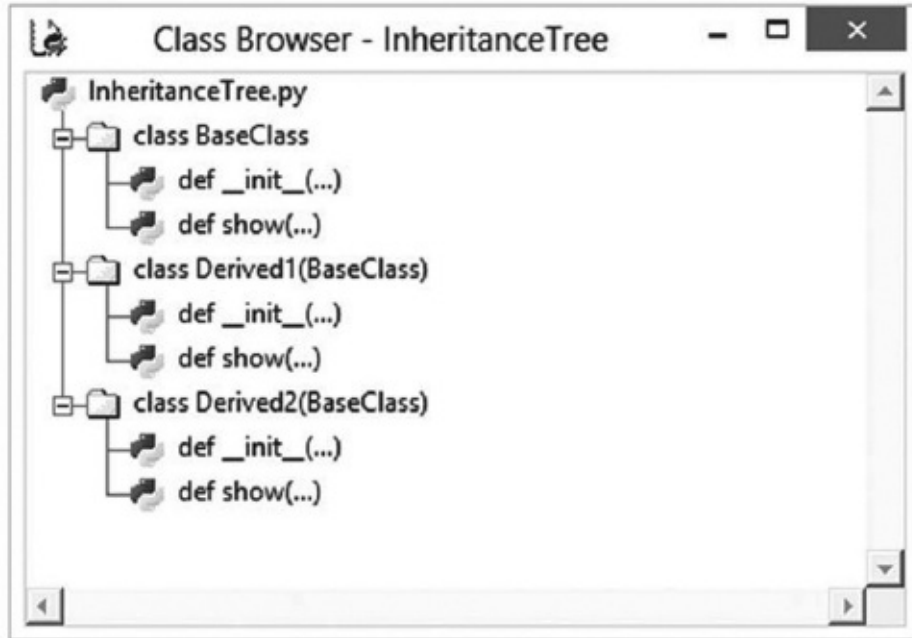 Class Browser - InheritanceTree
InheritanceTree.py
class BaseClass
def __init__(...)
def show(...)
class Derived1(BaseClass)
def __init__(...)
def show(...)
class Derived2(BaseClass)
def __init__(...)
def show(...)